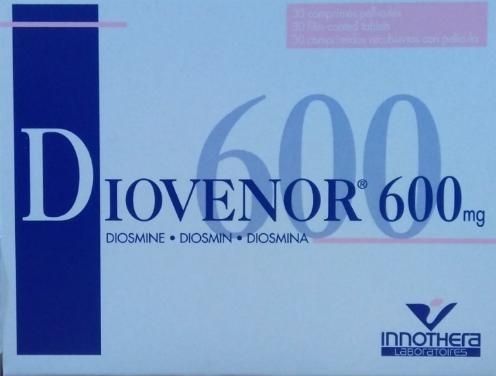 30 comprimés pelliculés
30 film-coated tablets
30 comprimidos recubiertos con película
600
DIOVENOR® 600mg
DIOSMINE • DIOSMIN • DIOSMINA
INNOTHERA
LABORATOIRES